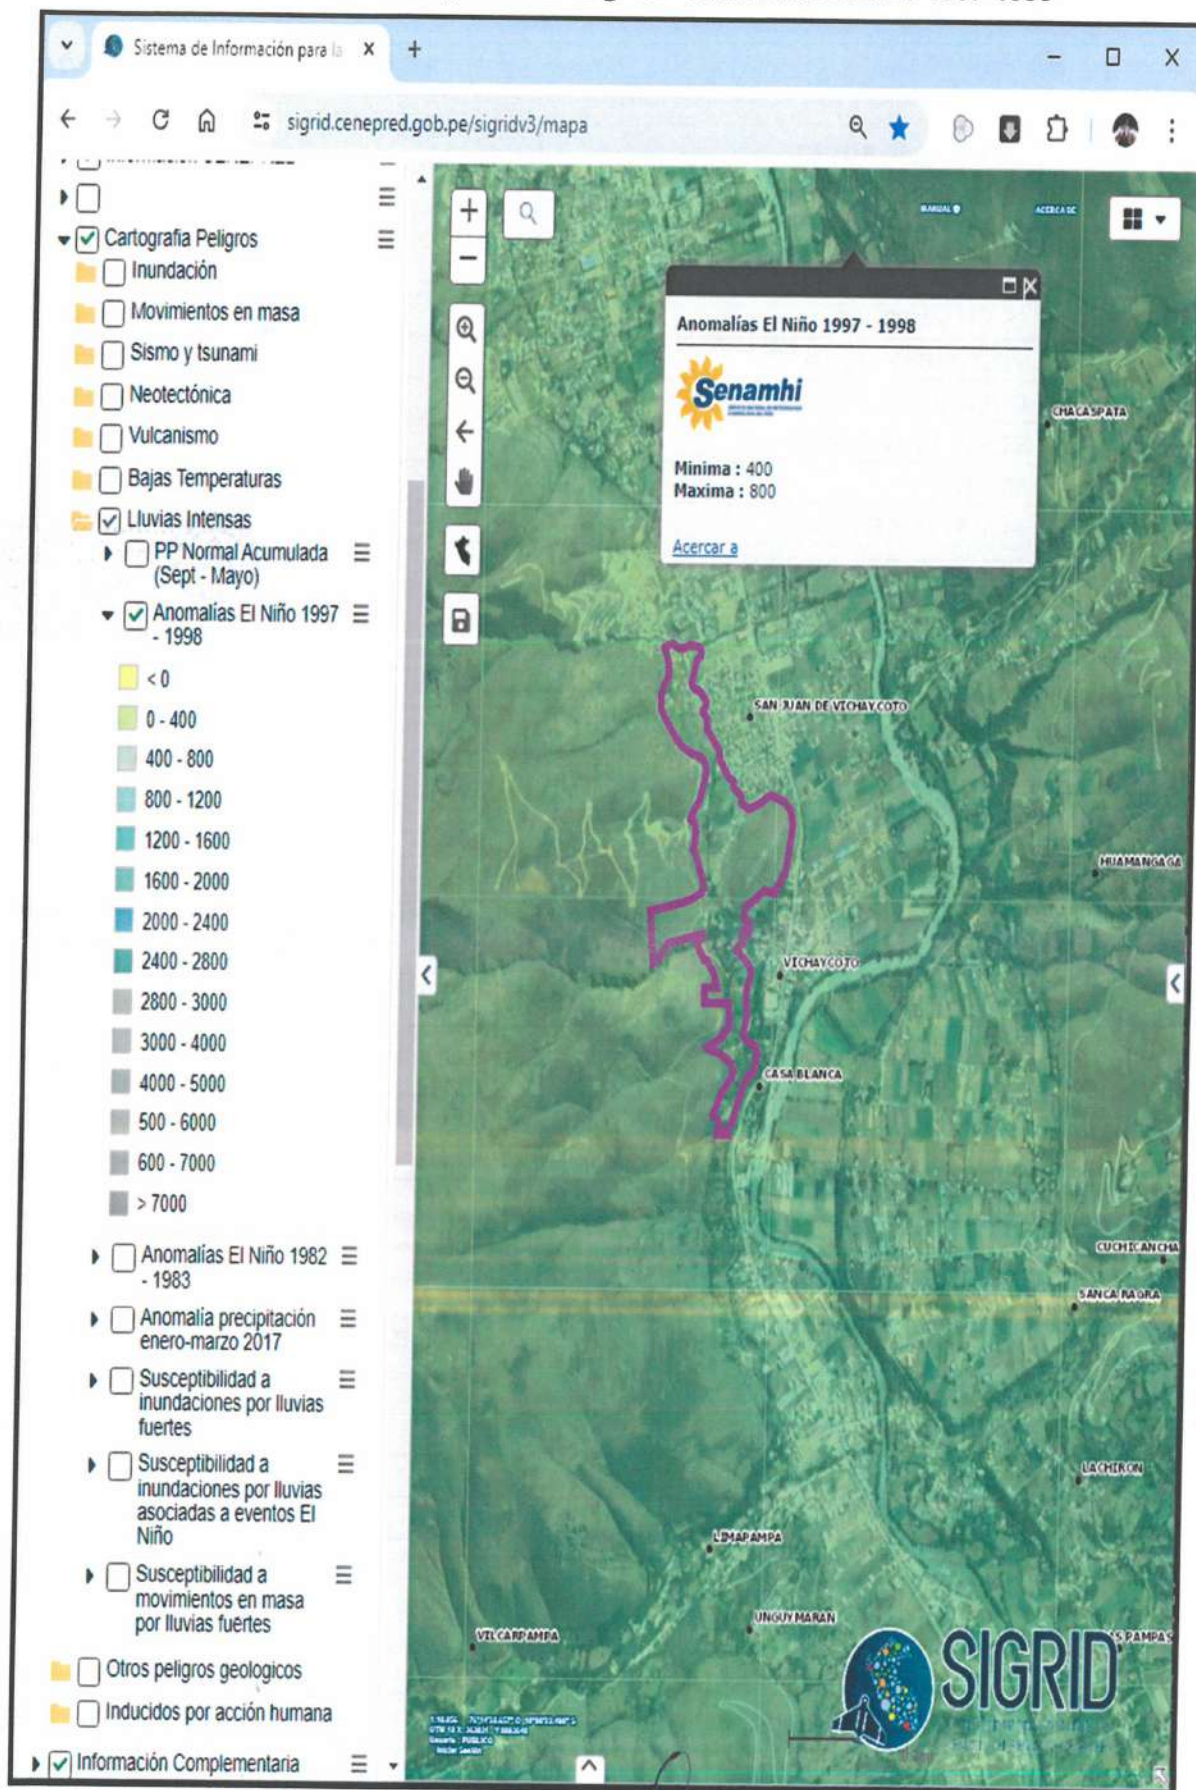 Sistema de Información para la
sigrid.cenepred.gob.pe/sigridv3/mapa
Cartografia Peligros
Inundación
Movimientos en masa
Sismo y tsunami
Neotectónica
Vulcanismo
Bajas Temperaturas
Lluvias Intensas
PP Normal Acumulada
(Sept - Mayo)
Anomalías El Niño 1997
- 1998
< 0
0 - 400
400 - 800
800 - 1200
1200 - 1600
1600 - 2000
2000 - 2400
2400 - 2800
2800 - 3000
3000 - 4000
4000 - 5000
500 - 6000
600 - 7000
> 7000
Anomalías El Niño 1982
- 1983
Anomalía precipitación
enero-marzo 2017
Susceptibilidad a
inundaciones por lluvias
fuertes
Susceptibilidad a
inundaciones por lluvias
asociadas a eventos El
Niño
Susceptibilidad a
movimientos en masa
por lluvias fuertes
Otros peligros geologicos
Inducidos por acción humana
Información Complementaria
MANUAL
ACERCA DE
Anomalías El Niño 1997 - 1998
Senamhi
Minima : 400
Maxima : 800
Acercar a
CHACASPATA
SAN JUAN DE VICHAYCOTO
HUAMANGAGA
VICHAYCOTO
CASA BLANCA
CUCHICANCHA
SANCARAGRA
LACHIRON
LIMAPAMPA
UNGUYMARAN
VILCARPAMPA
AS PAMPAS
SIGRID